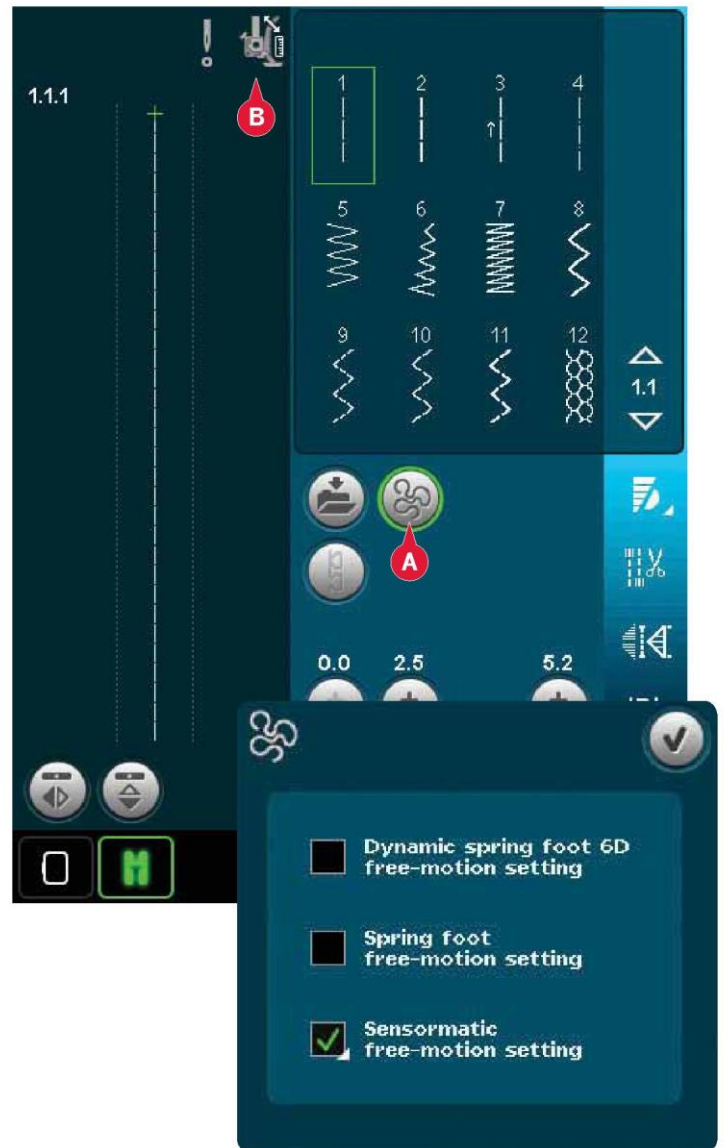 1.1.1
B
1 2 3 4
5 6 7 8
9 10 11 12
1.1
A
0.0 2.5 5.2
Dynamic spring foot 6D
free-motion setting
Spring foot
free-motion setting
Sensormatic
free-motion setting